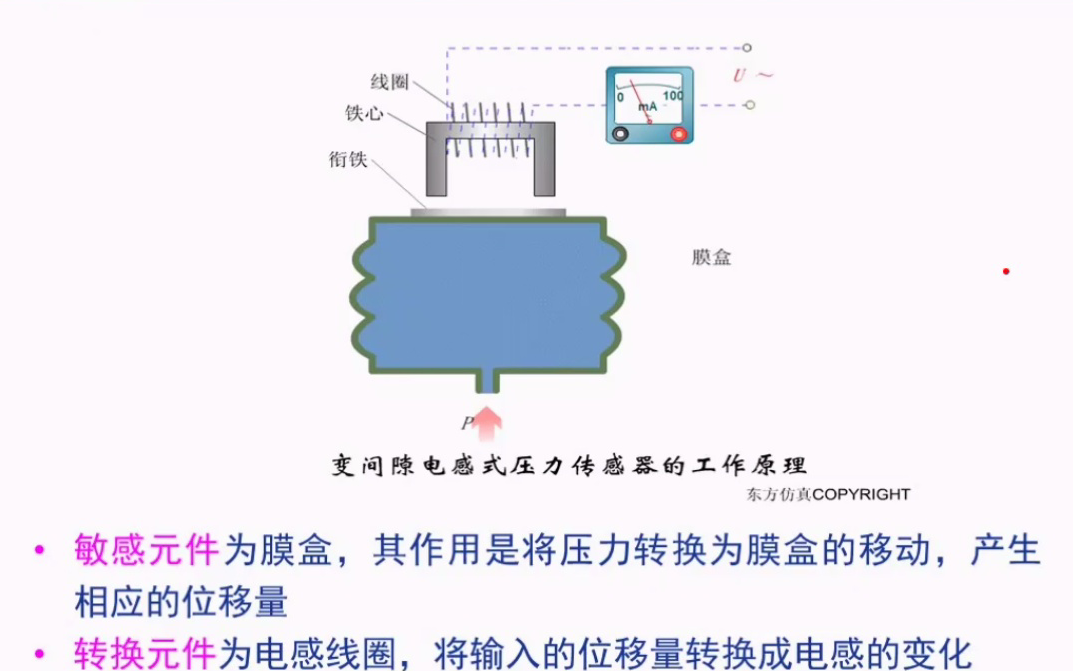 线圈
铁心
衔铁
U ～
0 100
mA
膜盒
P
变间隙电感式压力传感器的工作原理
东方仿真COPYRIGHT
• 敏感元件为膜盒，其作用是将压力转换为膜盒的移动，产生
相应的位移量
• 转换元件为电感线圈，将输入的位移量转换成电感的变化